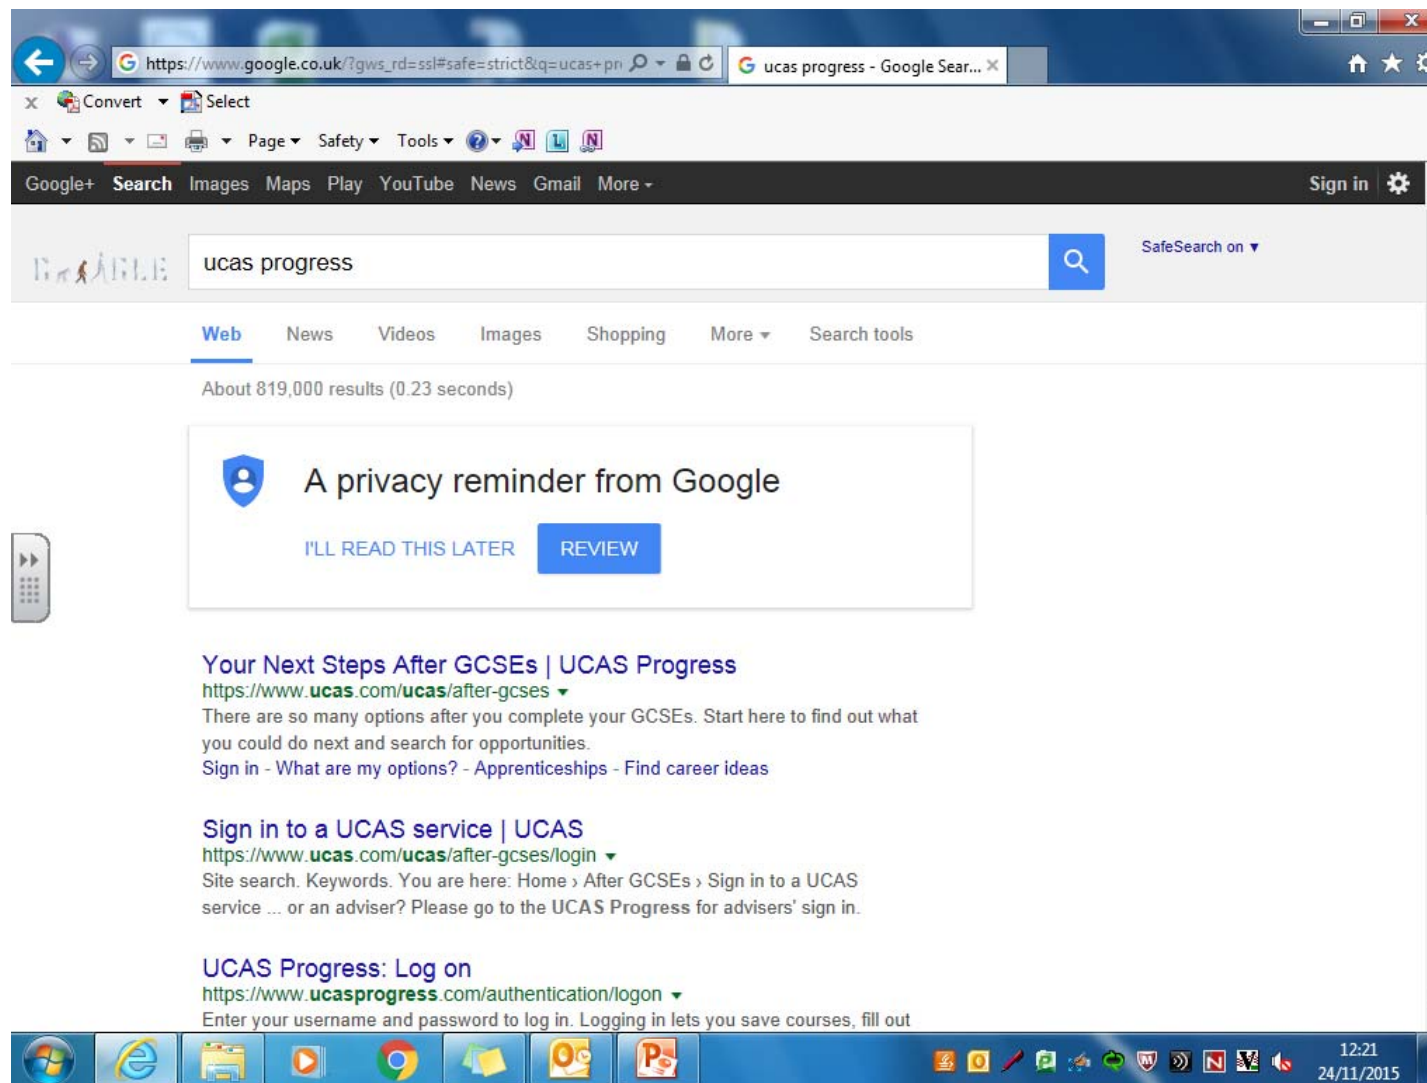 https://www.google.co.uk/?gws_rd=ssl#safe=strict&q=ucas+pr
ucas progress - Google Sear...
Convert Select
Page Safety Tools
Google+ Search Images Maps Play YouTube News Gmail More Sign in
ucas progress SafeSearch on
Web News Videos Images Shopping More Search tools
About 819,000 results (0.23 seconds)
A privacy reminder from Google
I'LL READ THIS LATER REVIEW
Your Next Steps After GCSEs | UCAS Progress
https://www.ucas.com/ucas/after-gcses
There are so many options after you complete your GCSEs. Start here to find out what
you could do next and search for opportunities.
Sign in - What are my options? - Apprenticeships - Find career ideas
Sign in to a UCAS service | UCAS
https://www.ucas.com/ucas/after-gcses/login
Site search. Keywords. You are here: Home › After GCSEs › Sign in to a UCAS
service ... or an adviser? Please go to the UCAS Progress for advisers' sign in.
UCAS Progress: Log on
https://www.ucasprogress.com/authentication/logon
Enter your username and password to log in. Logging in lets you save courses, fill out
12:21
24/11/2015